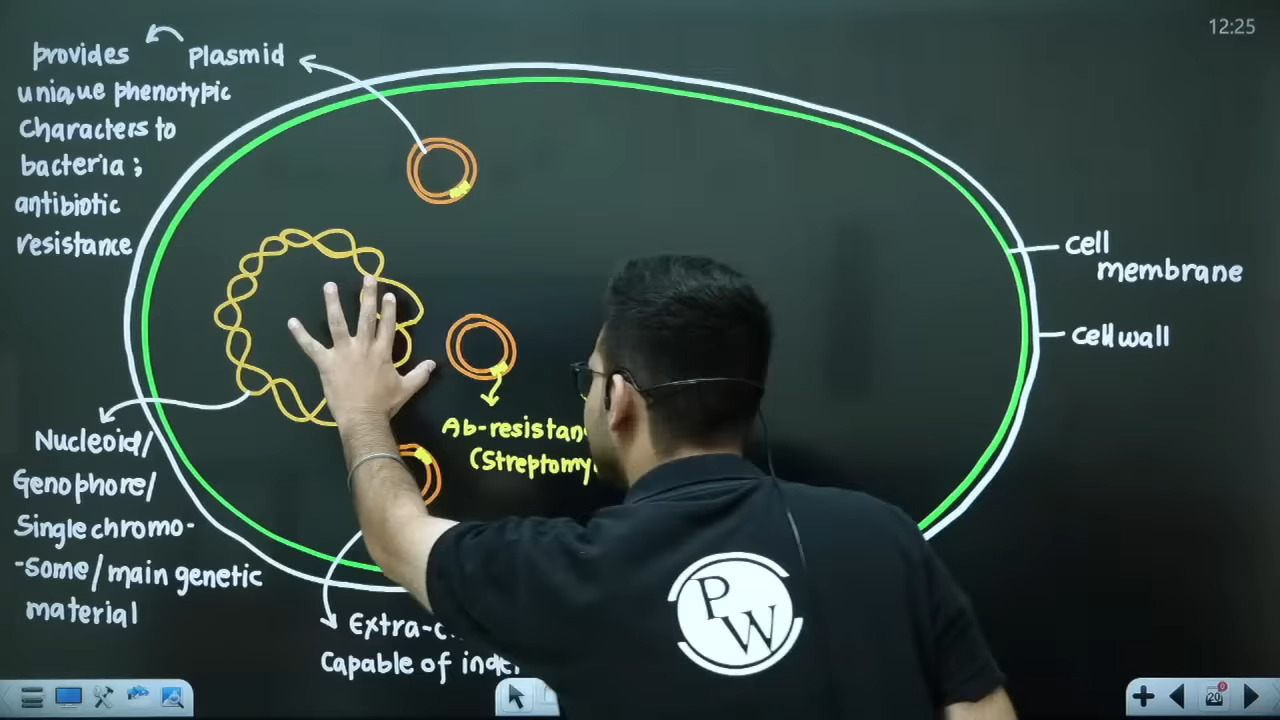 12:25
provides
plasmid
unique phenotypic
characters to
bacteria;
antibiotic
resistance
cell
membrane
cell wall
Nucleoid/
Genophore/
Single chromo-
-some/main genetic
material
Ab-resistan
(Streptomy
Extra-c
Capable of inde
PW
20